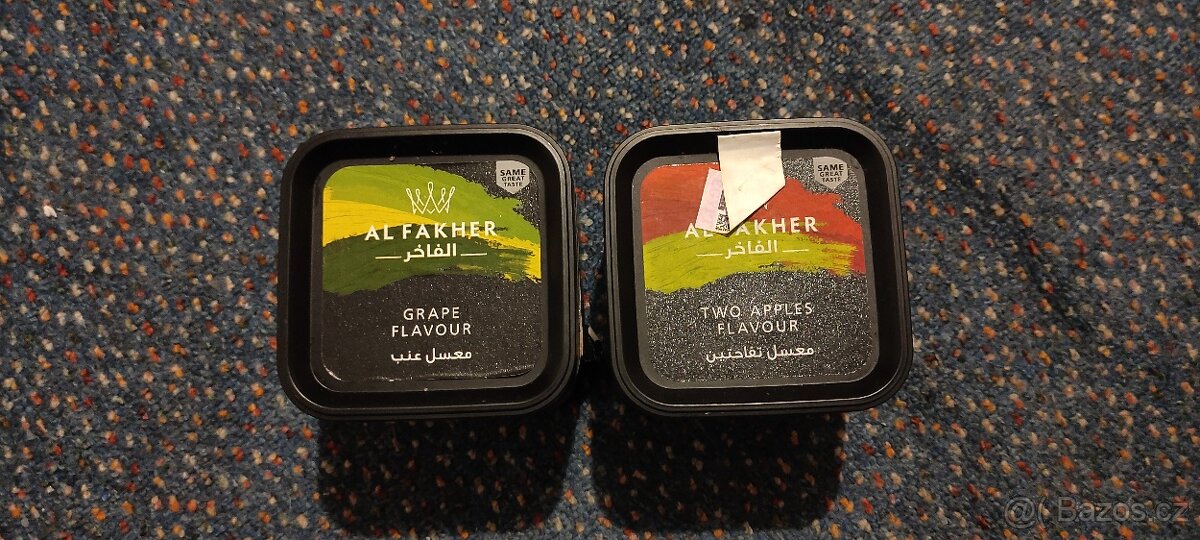 SAME
GREAT
TASTE
AL FAKHER
الفاخر
GRAPE
FLAVOUR
معسل عنب
SAME
GREAT
TASTE
AL FAKHER
الفاخر
TWO APPLES
FLAVOUR
معسل تفاحتين
@( Bazos.cz